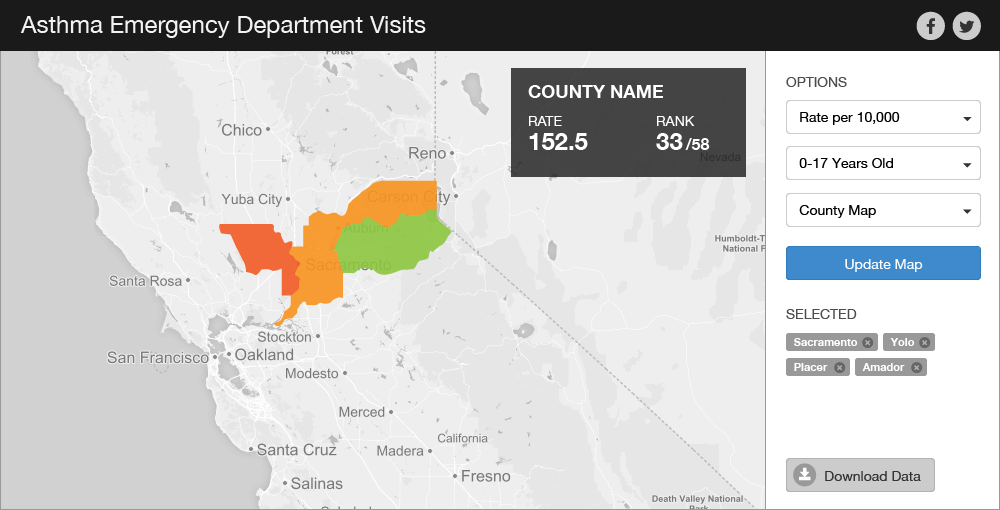 Asthma Emergency Department Visits
Forest
COUNTY NAME
RATE
RANK
152.5
33 /58
Nevada
Chico
Reno
Yuba City
Carson City
Auburn
Sacramento
Humboldt-T
National F
Santa Rosa
Stockton
San Francisco
Oakland
Modesto
Merced
California
Santa Cruz
Madera
Fresno
Salinas
Death Valley National
Park
OPTIONS
Rate per 10,000
0-17 Years Old
County Map
Update Map
SELECTED
Sacramento
Yolo
Placer
Amador
Download Data